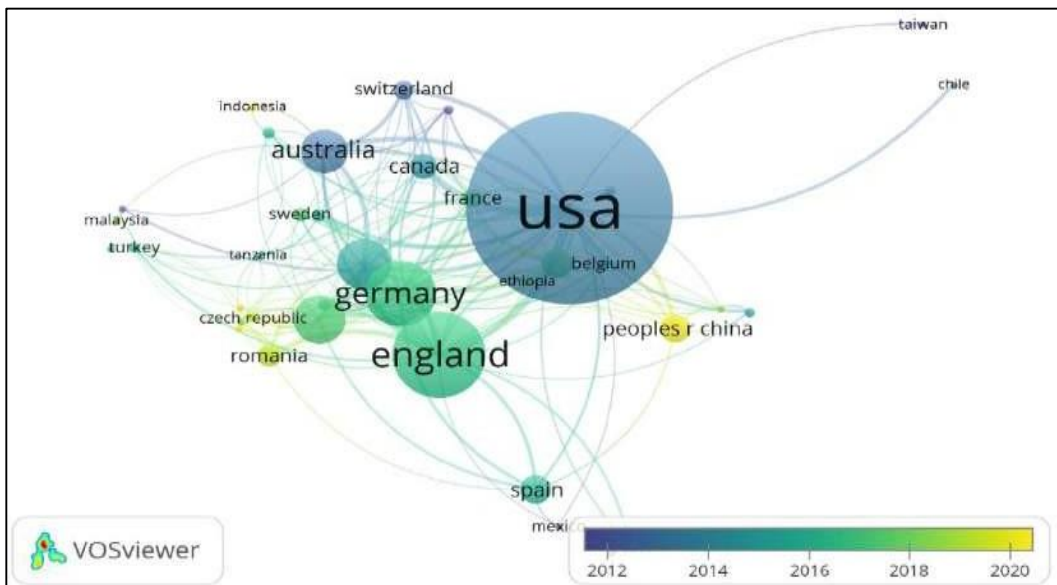 taiwan
chile
switzerland
indonesia
australia
canada
usa
france
malaysia
sweden
turkey
tanzania
belgium
ethiopia
germany
czech republic
peoples r china
romania
england
spain
mexico
VOSviewer
2012 2014 2016 2018 2020